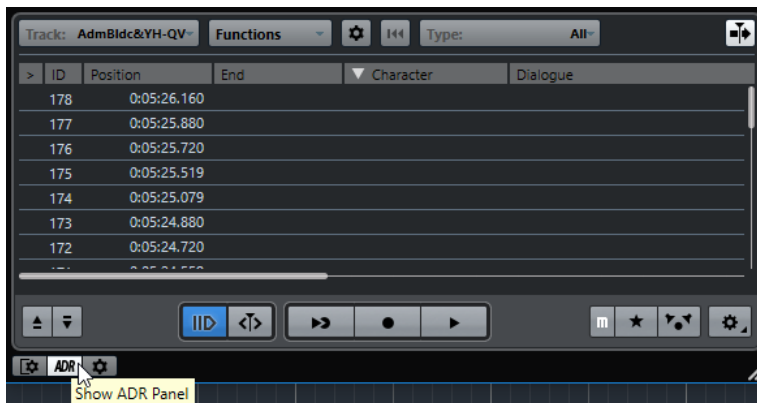 Track: AdmBldc&YH-QV Functions Type: All
> ID Position End Character Dialogue
178 0:05:26.160
177 0:05:25.880
176 0:05:25.720
175 0:05:25.519
174 0:05:25.079
173 0:05:24.880
172 0:05:24.720
m
ADR
Show ADR Panel